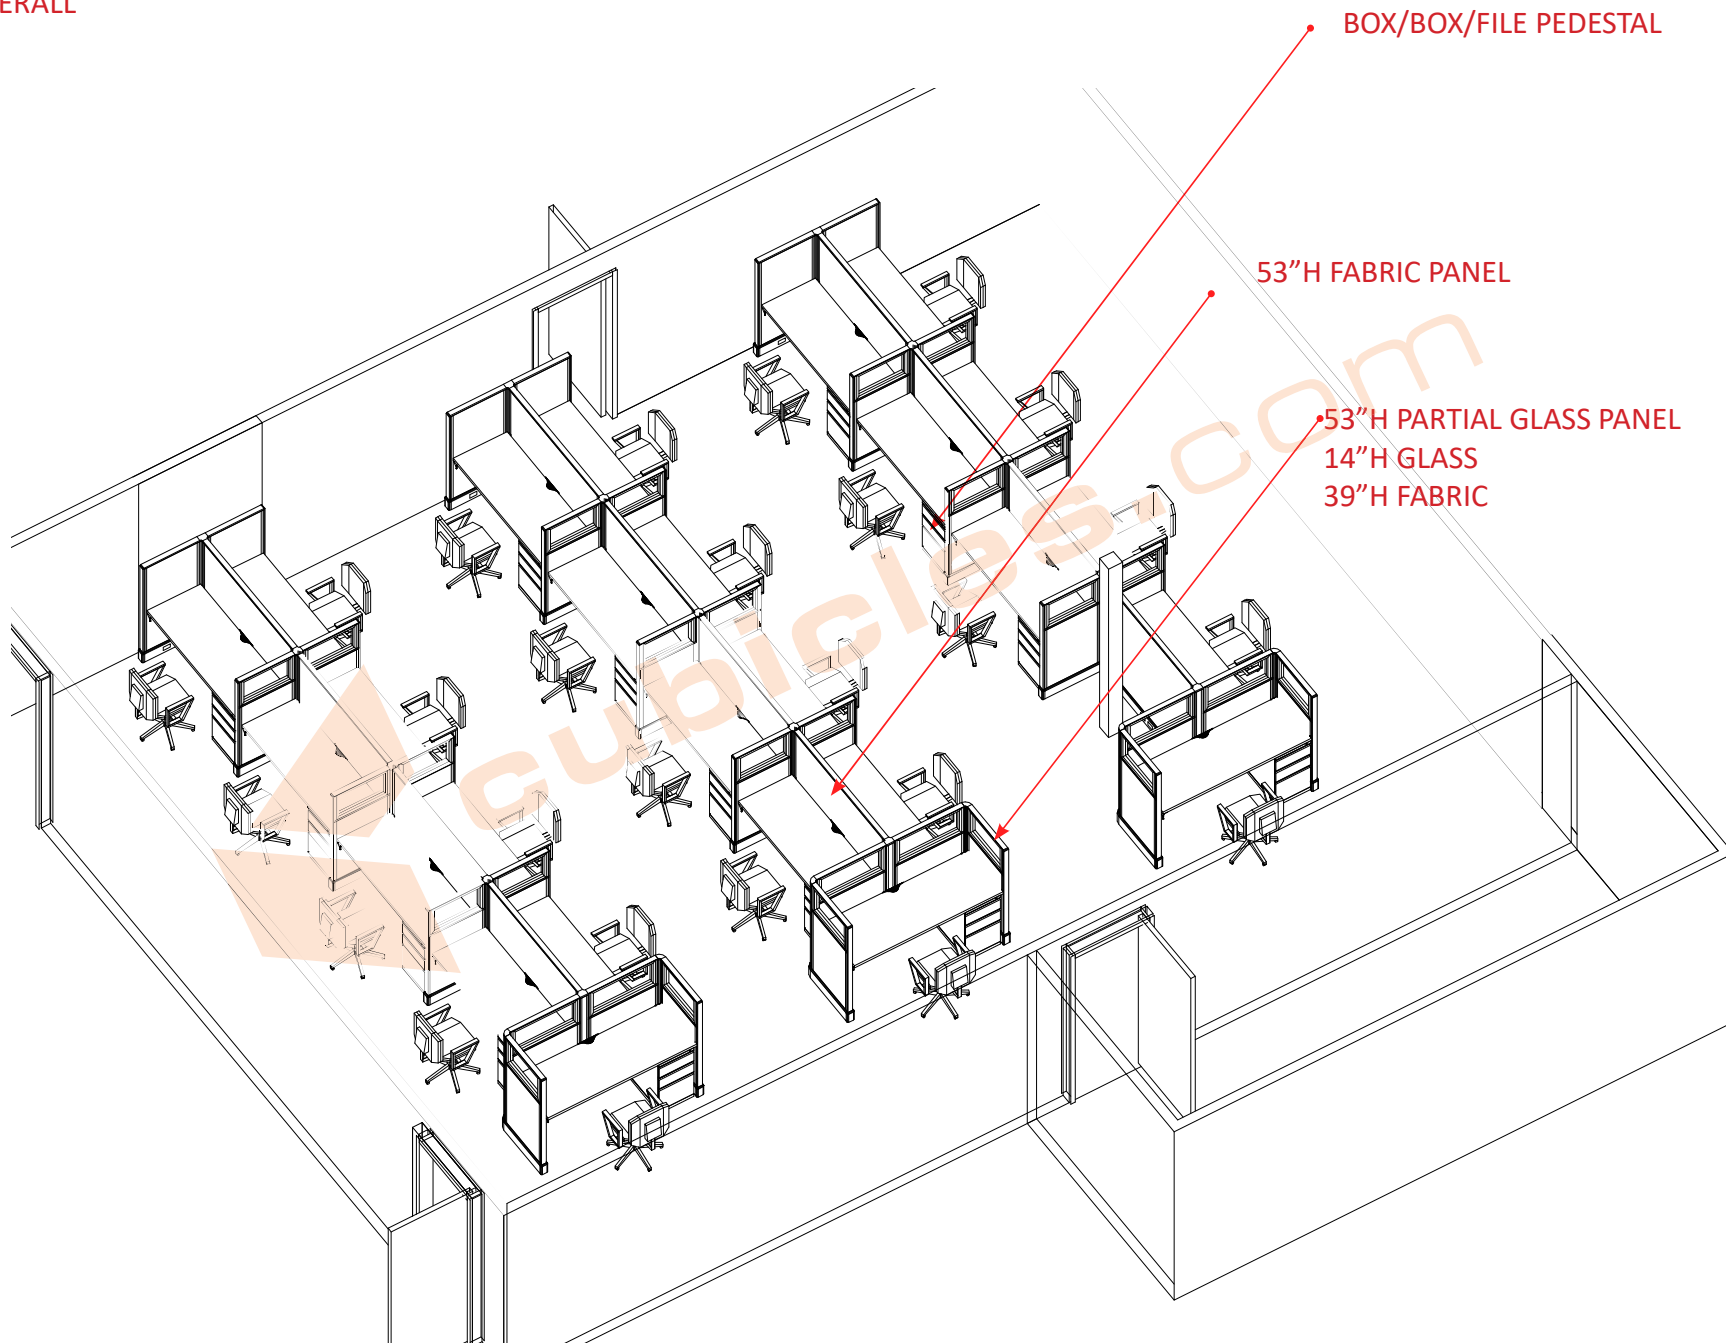 ERALL
BOX/BOX/FILE PEDESTAL
53”H FABRIC PANEL
53”H PARTIAL GLASS PANEL
14”H GLASS
39”H FABRIC
cubicles.com